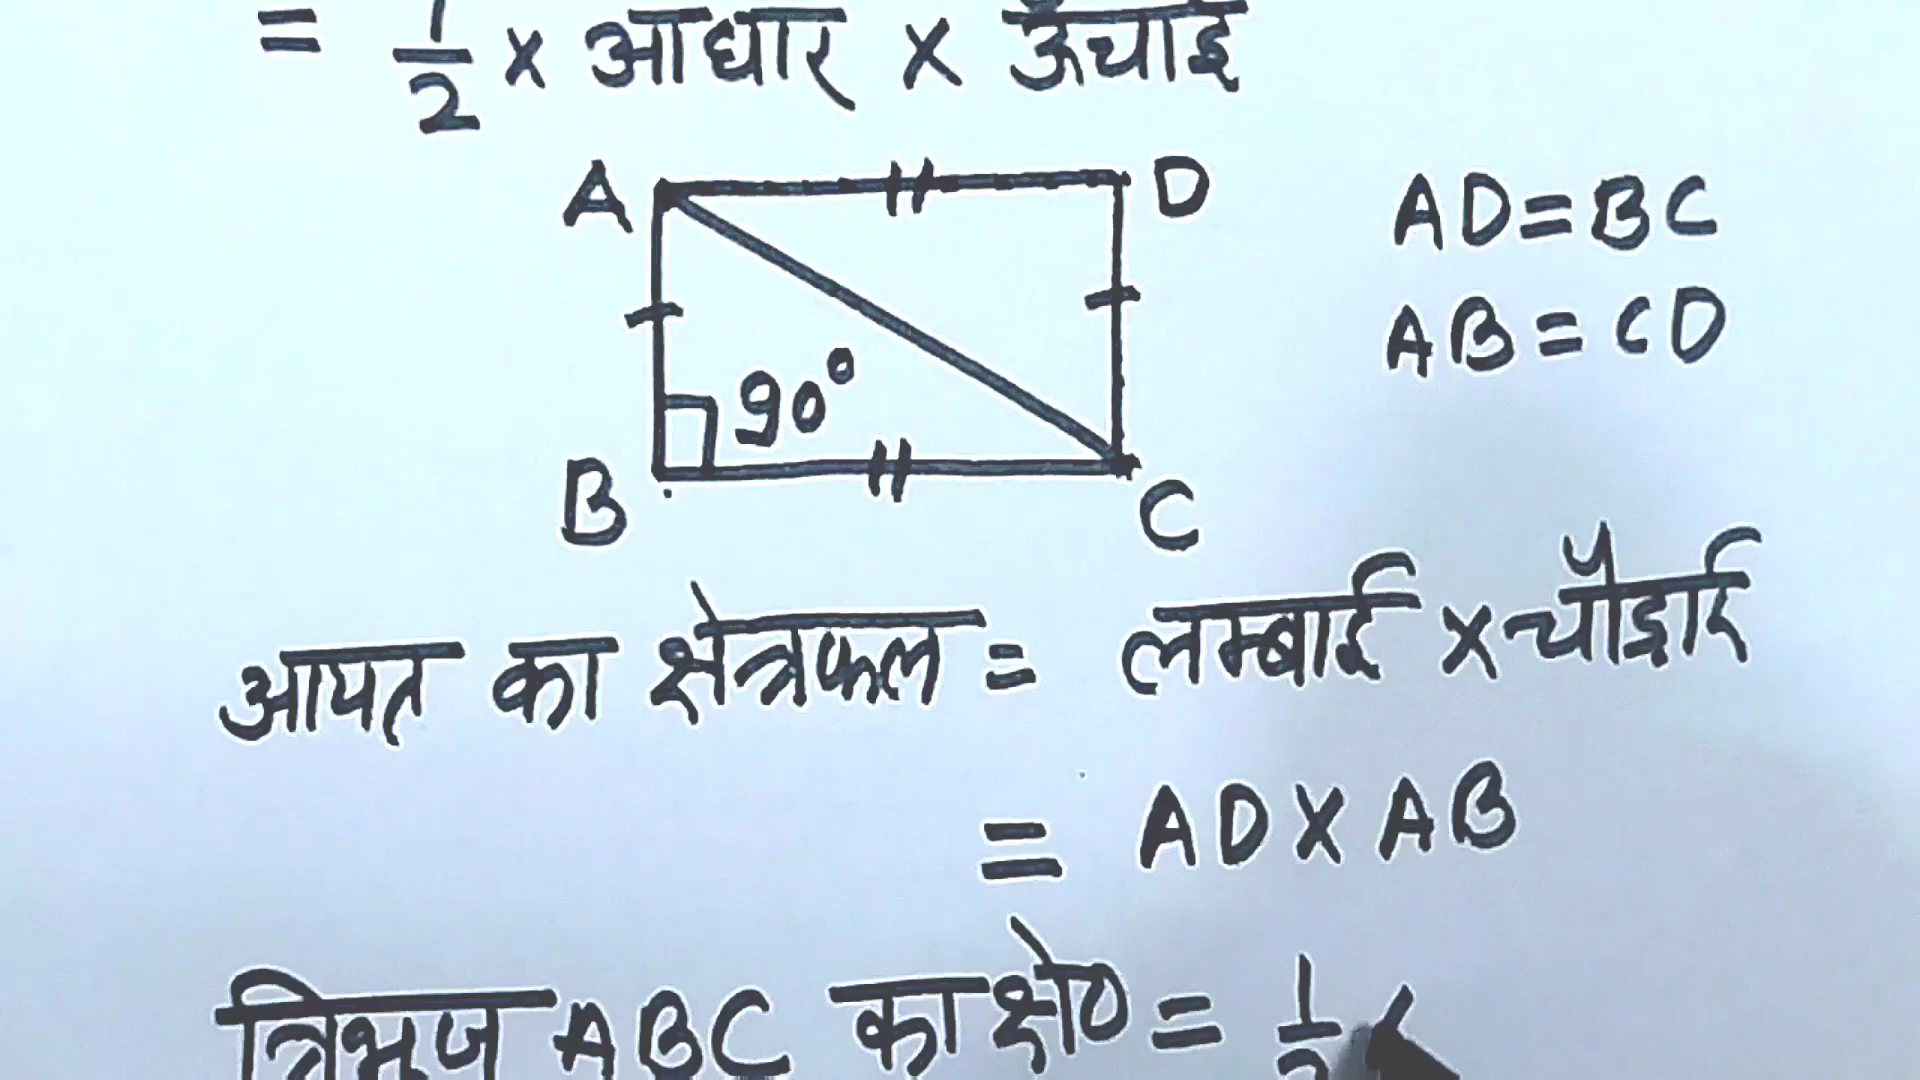 = 1/2 × आधार × ऊँचाई
A D
AD = BC
AB = CD
90°
B C
आयत का क्षेत्रफल = लम्बाई × चौड़ाई
= AD × AB
त्रिभुज ABC का क्षे० = 1/2